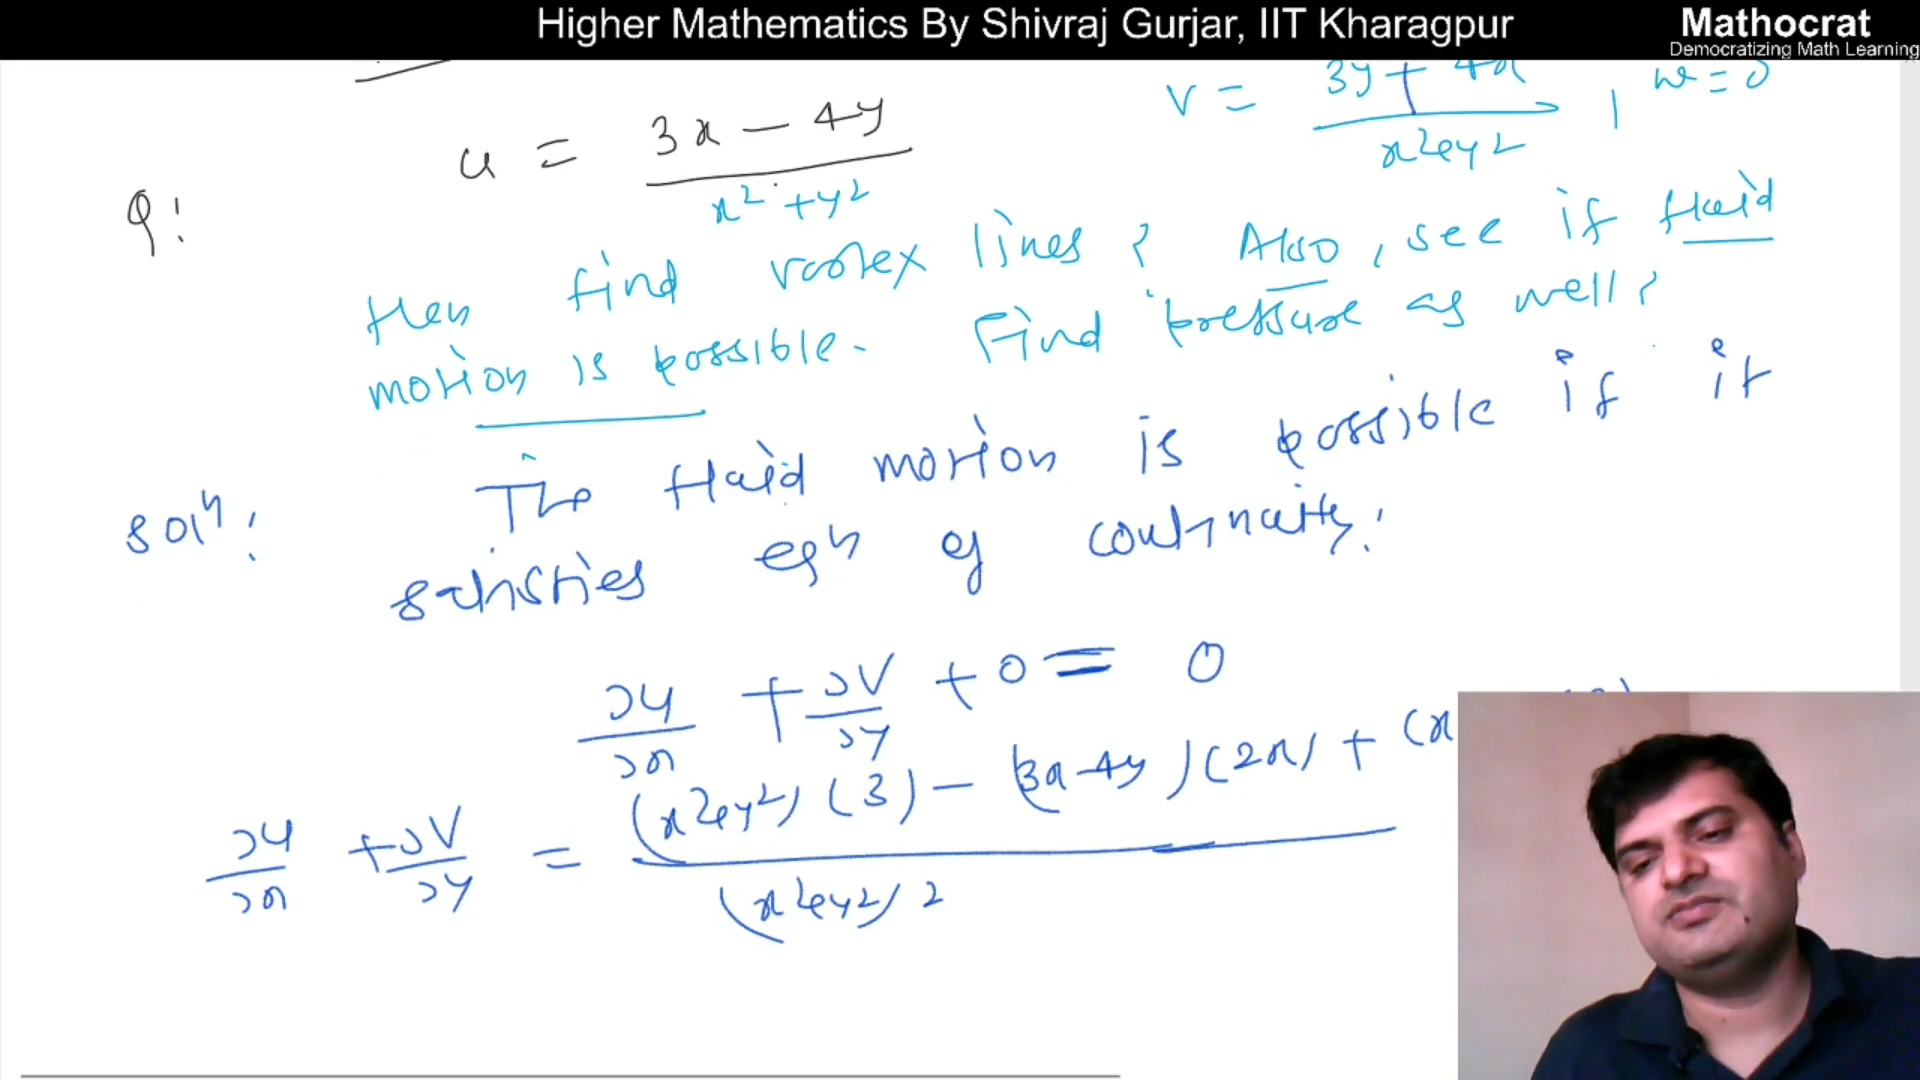 Higher Mathematics By Shivraj Gurjar, IIT Kharagpur
Mathocrat
Democratizing Math Learning
Q: u = (3x - 4y)/(x² + y²) v = (3y + 4x)/(x² + y²), w = 0
then find vortex lines? Also, see if fluid
motion is possible. Find pressure as well?
Solⁿ: The fluid motion is possible if it
satisfies eqn of continuity:
∂u/∂x + ∂v/∂y + 0 = 0
∂u/∂x + ∂v/∂y = ((x² + y²)(3) - (3x - 4y)(2x) + (x
(x² + y²)²